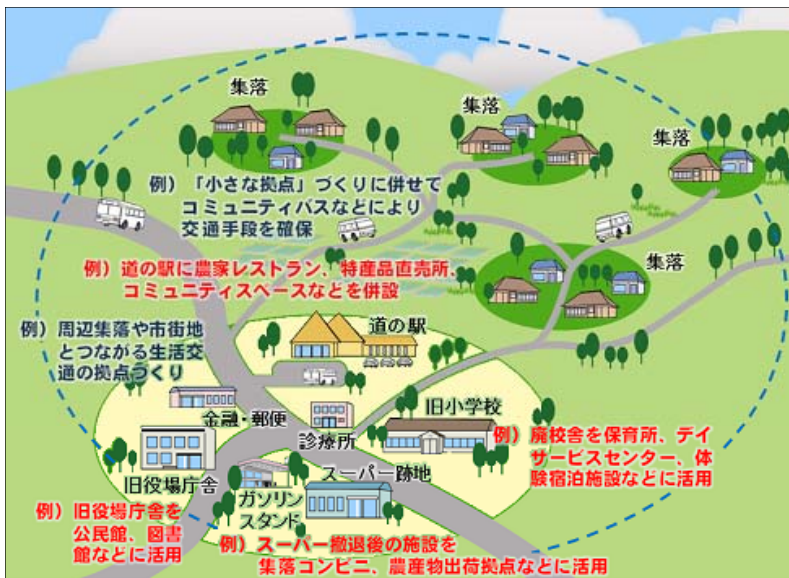 集落
集落
集落
例）「小さな拠点」づくりに併せて
コミュニティバスなどにより
交通手段を確保
集落
例）道の駅に農家レストラン、特産品直売所、
コミュニティスペースなどを併設
例）周辺集落や市街地
とつながる生活交
通の拠点づくり
道の駅
金融・郵便
診療所
旧小学校
旧役場庁舎
ガソリン
スタンド
スーパー跡地
例）廃校舎を保育所、デイ
サービスセンター、体
験宿泊施設などに活用
例）旧役場庁舎を
公民館、図書
館などに活用
例）スーパー撤退後の施設を
集落コンビニ、農産物出荷拠点などに活用